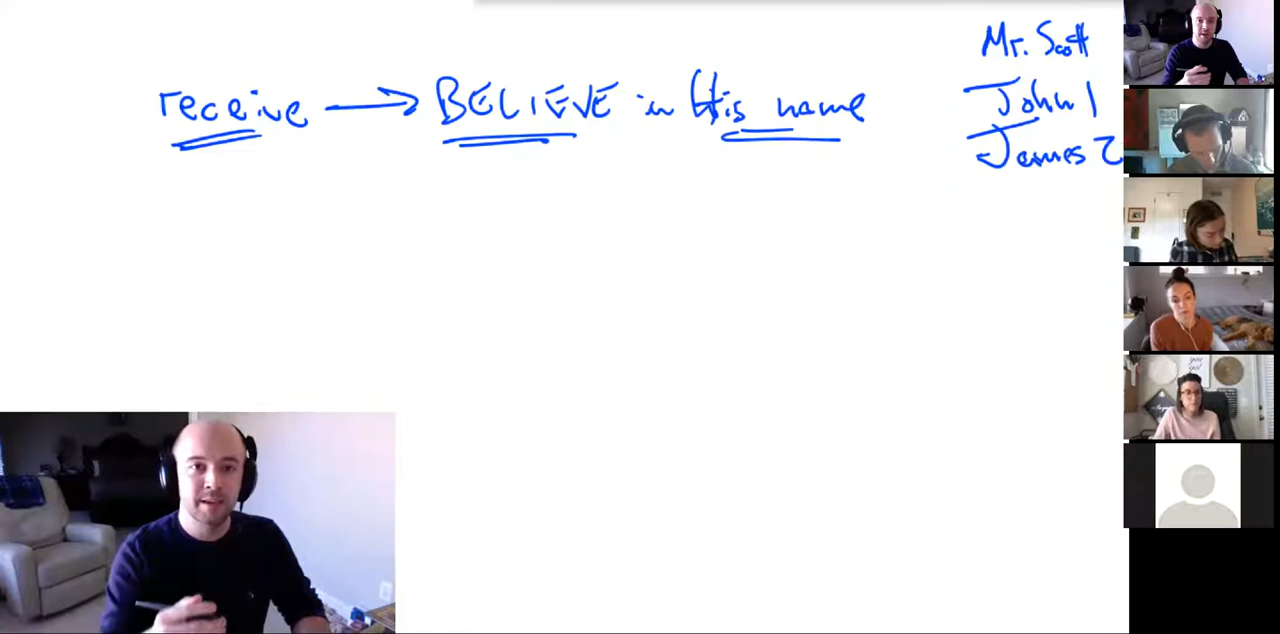 receive → BELIEVE in His name
Mr. Scott
John 1
James 2